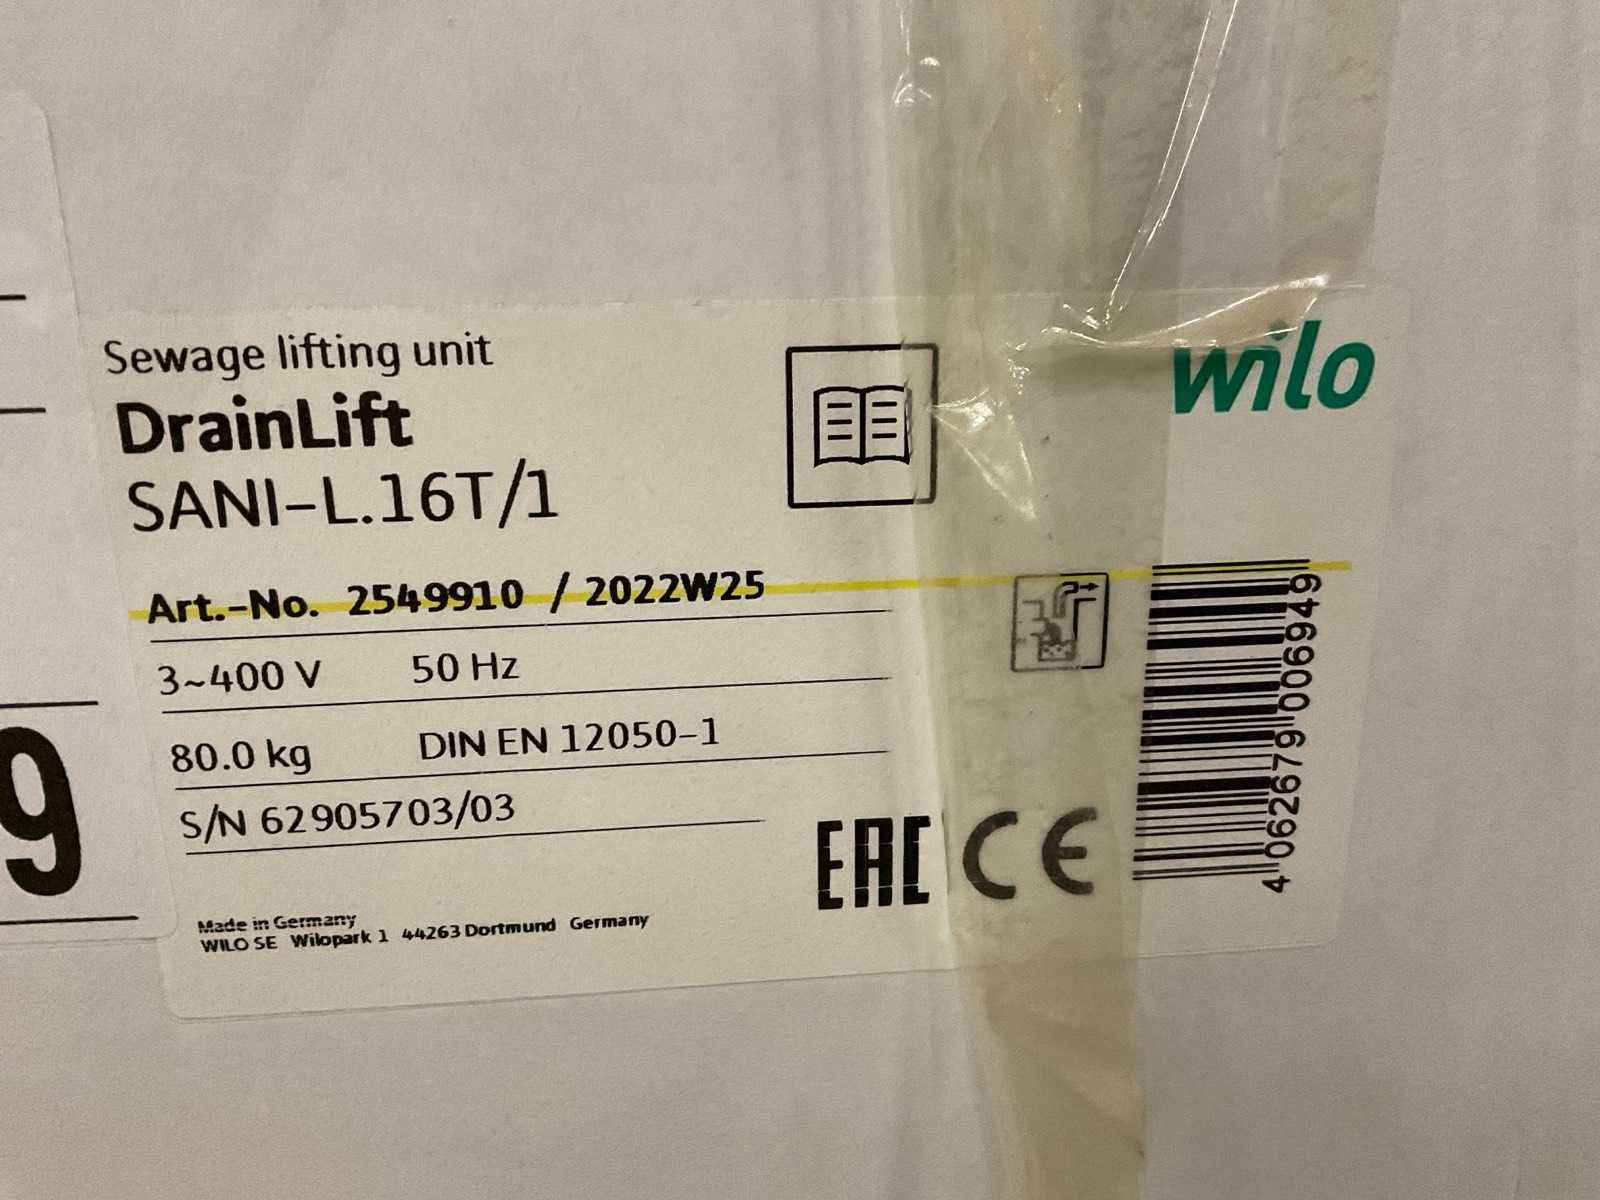 Sewage lifting unit
wilo
DrainLift
SANI-L.16T/1
Art.-No. 2549910 / 2022W25
3~400 V 50 Hz
80.0 kg DIN EN 12050-1
S/N 62905703/03
EAC CE
Made in Germany
WILO SE Wilopark 1 44263 Dortmund Germany
4 062679 006949
9